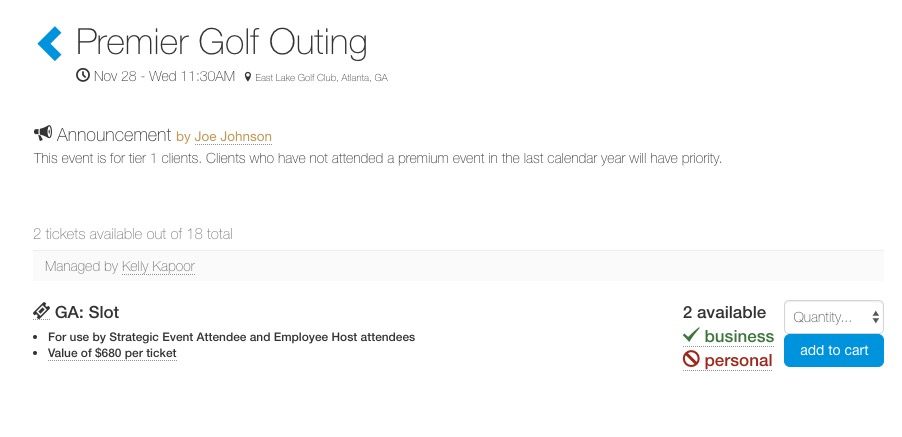 Premier Golf Outing
Nov 28 - Wed 11:30AM East Lake Golf Club, Atlanta, GA
Announcement by Joe Johnson
This event is for tier 1 clients. Clients who have not attended a premium event in the last calendar year will have priority.
2 tickets available out of 18 total
Managed by Kelly Kapoor
GA: Slot
For use by Strategic Event Attendee and Employee Host attendees
Value of $680 per ticket
2 available
business
personal
Quantity...
add to cart